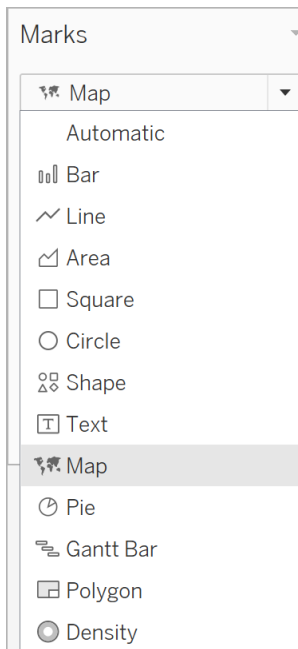 Marks
Map
Automatic
Bar
Line
Area
Square
Circle
Shape
Text
Map
Pie
Gantt Bar
Polygon
Density